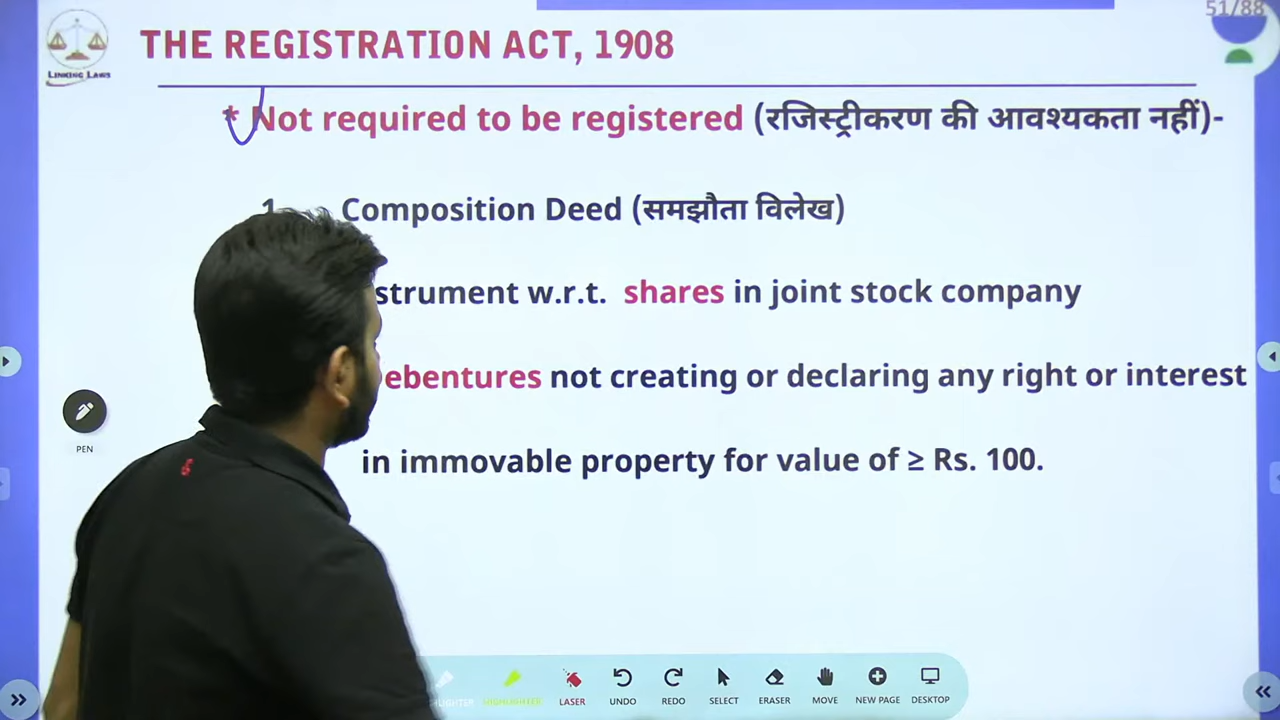 51/88
LINKING LAWS
THE REGISTRATION ACT, 1908
* Not required to be registered (रजिस्ट्रीकरण की आवश्यकता नहीं)-
1. Composition Deed (समझौता विलेख)
strument w.r.t. shares in joint stock company
ebentures not creating or declaring any right or interest
in immovable property for value of ≥ Rs. 100.
PEN
HIGHLIGHTER LASER UNDO REDO SELECT ERASER MOVE NEW PAGE DESKTOP